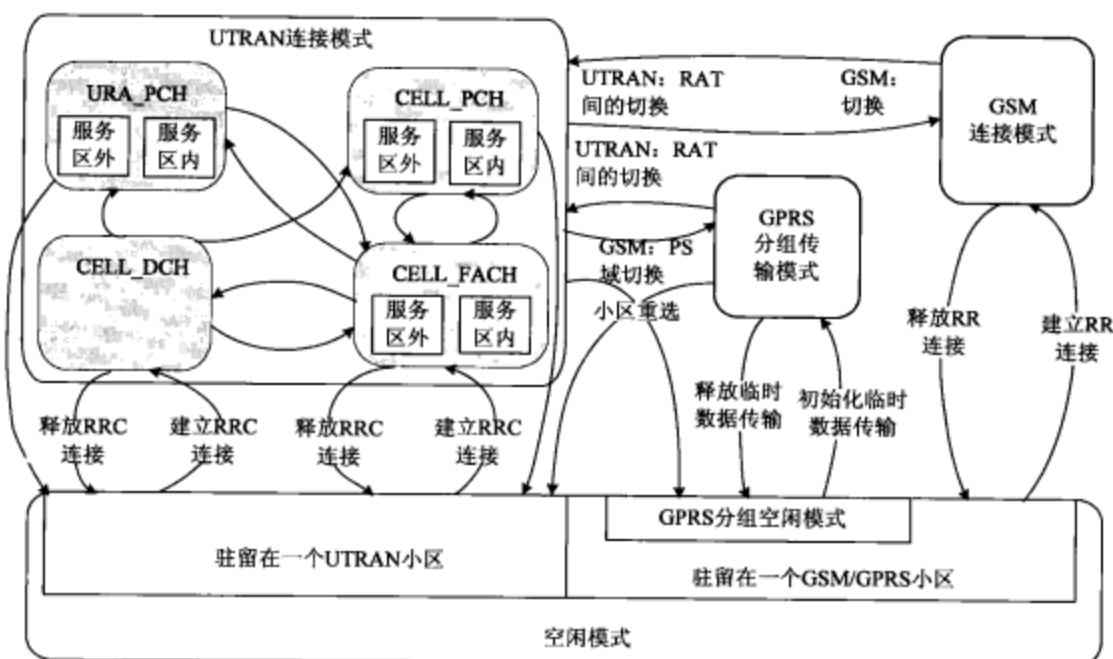 UTRAN连接模式
URA_PCH
服务
区外
服务
区内
CELL_PCH
服务
区外
服务
区内
CELL_DCH
CELL_FACH
服务
区外
服务
区内
UTRAN：RAT
间的切换
GSM：
切换
GSM
连接模式
UTRAN：RAT
间的切换
GPRS
分组传
输模式
GSM：PS
域切换
小区重选
释放RRC
连接
建立RRC
连接
释放RRC
连接
建立RRC
连接
释放临时
数据传输
初始化临时
数据传输
释放RR
连接
建立RR
连接
GPRS分组空闲模式
驻留在一个UTRAN小区
驻留在一个GSM/GPRS小区
空闲模式